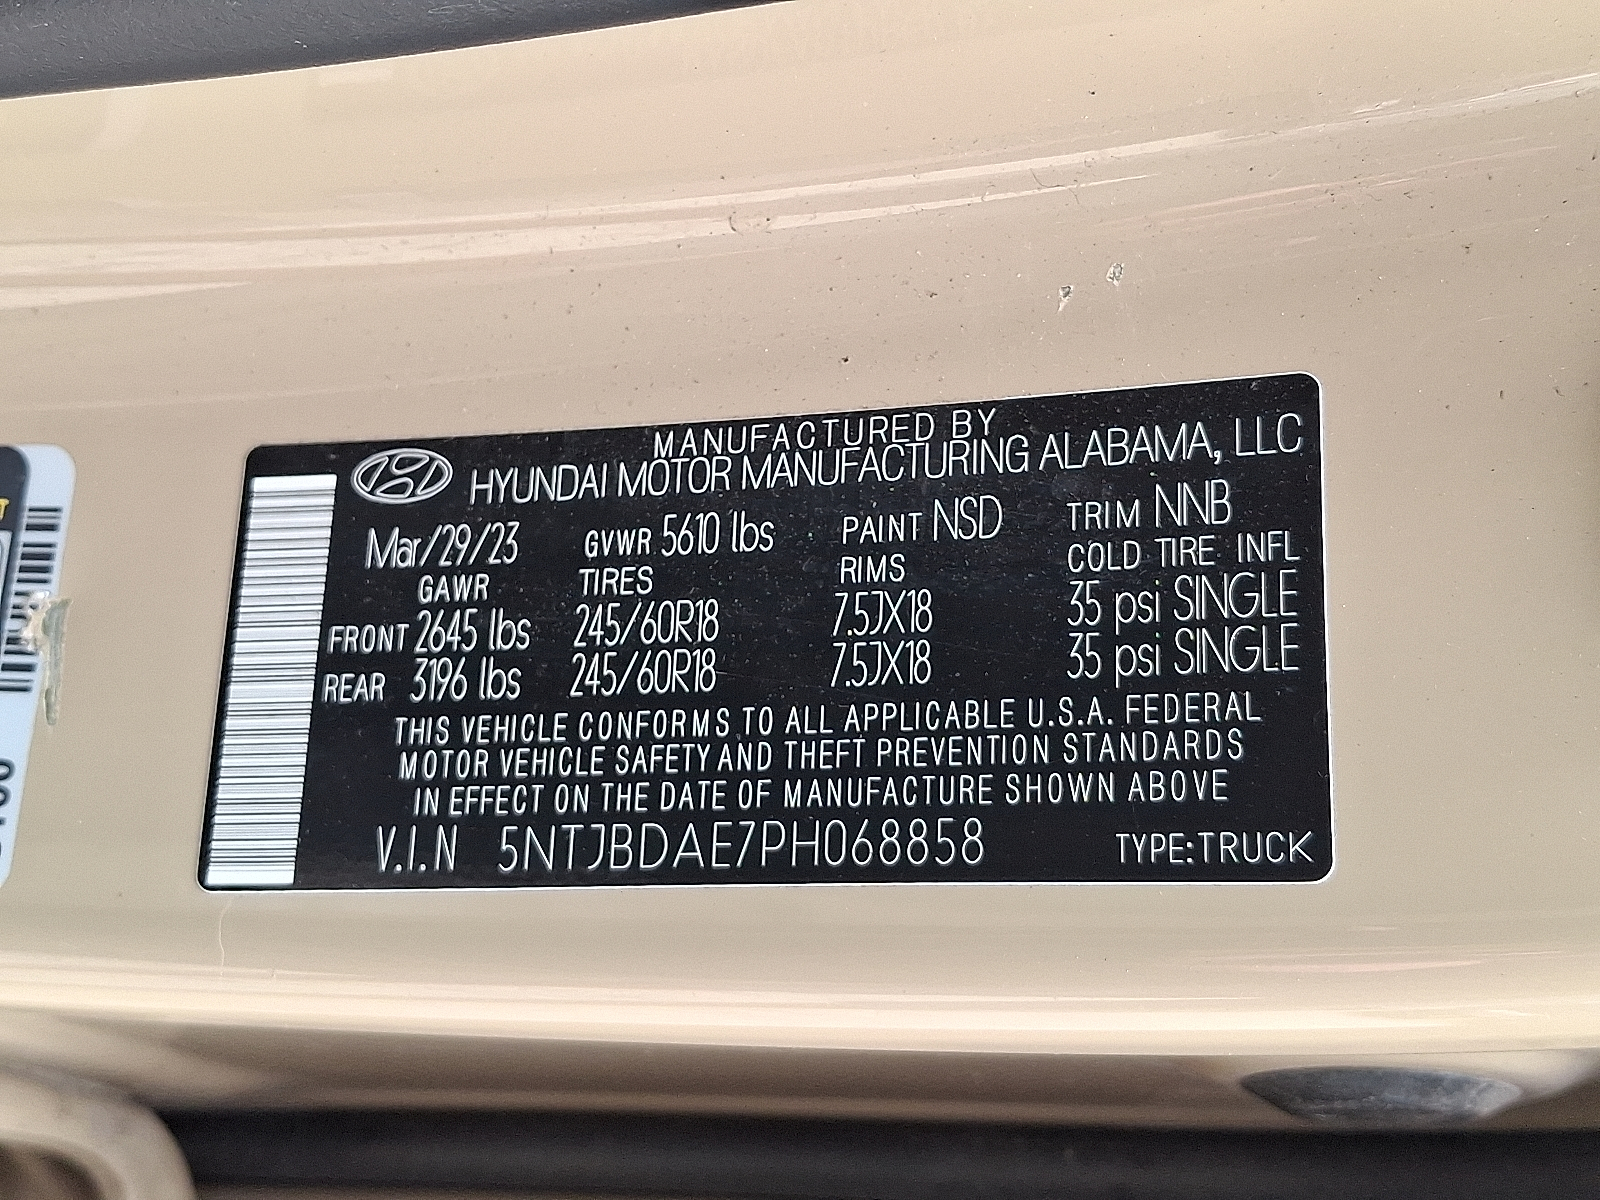 MANUFACTURED BY
HYUNDAI MOTOR MANUFACTURING ALABAMA, LLC
Mar/29/23 GVWR 5610 lbs PAINT NSD TRIM NNB
GAWR TIRES RIMS COLD TIRE INFL
FRONT 2645 lbs 245/60R18 7.5JX18 35 psi SINGLE
REAR 3196 lbs 245/60R18 7.5JX18 35 psi SINGLE
THIS VEHICLE CONFORMS TO ALL APPLICABLE U.S.A. FEDERAL
MOTOR VEHICLE SAFETY AND THEFT PREVENTION STANDARDS
IN EFFECT ON THE DATE OF MANUFACTURE SHOWN ABOVE
V.I.N 5NTJBDAE7PH068858 TYPE:TRUCK